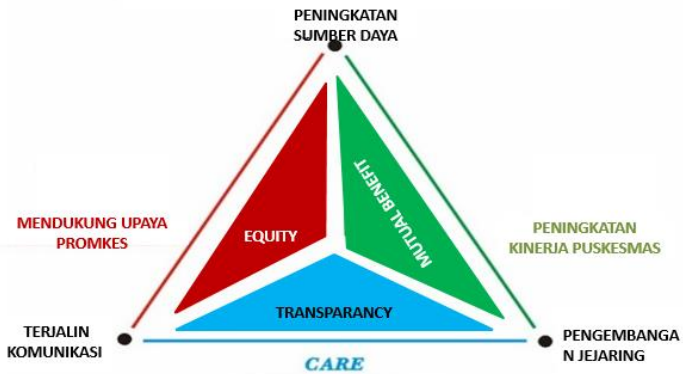 PENINGKATAN
SUMBER DAYA
MENDUKUNG UPAYA
PROMKES
EQUITY
MUTUAL BENEFIT
PENINGKATAN
KINERJA PUSKESMAS
TRANSPARANCY
TERJALIN
KOMUNIKASI
PENGEMBANGA
N JEJARING
CARE